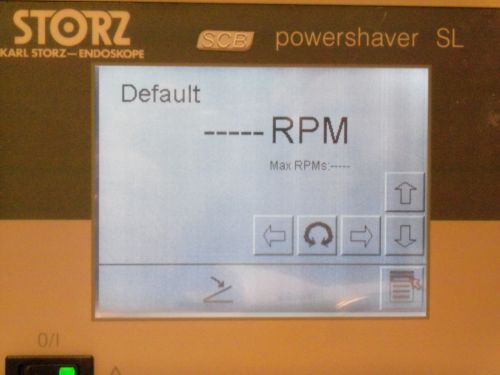 STORZ
KARL STORZ—ENDOSKOPE
SCB powershaver SL
Default
----- RPM
Max RPMs:-----
0/I